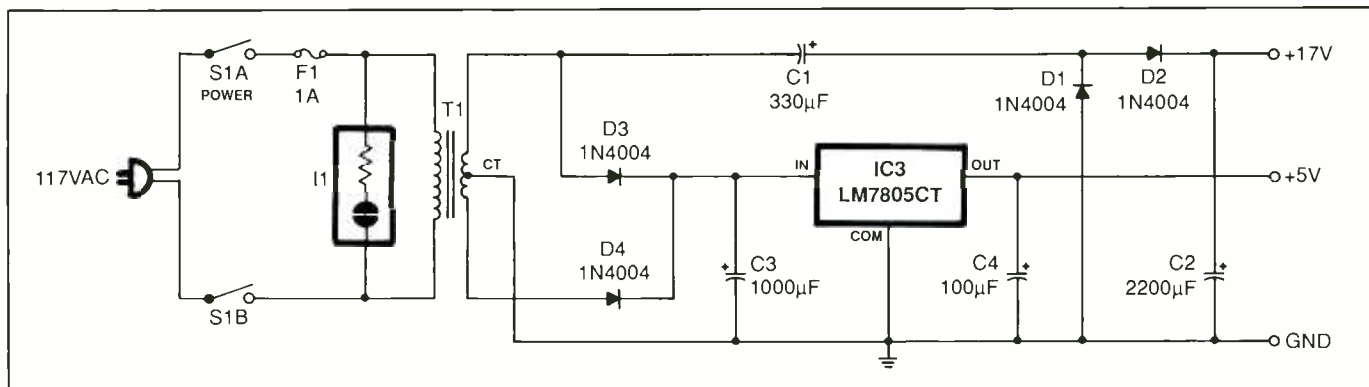 117VAC
S1A
POWER
F1
1A
I1
S1B
T1
CT
C1
330µF
D3
1N4004
D4
1N4004
C3
1000µF
IN
IC3
LM7805CT
OUT
COM
D1
1N4004
D2
1N4004
C4
100µF
C2
2200µF
+17V
+5V
GND